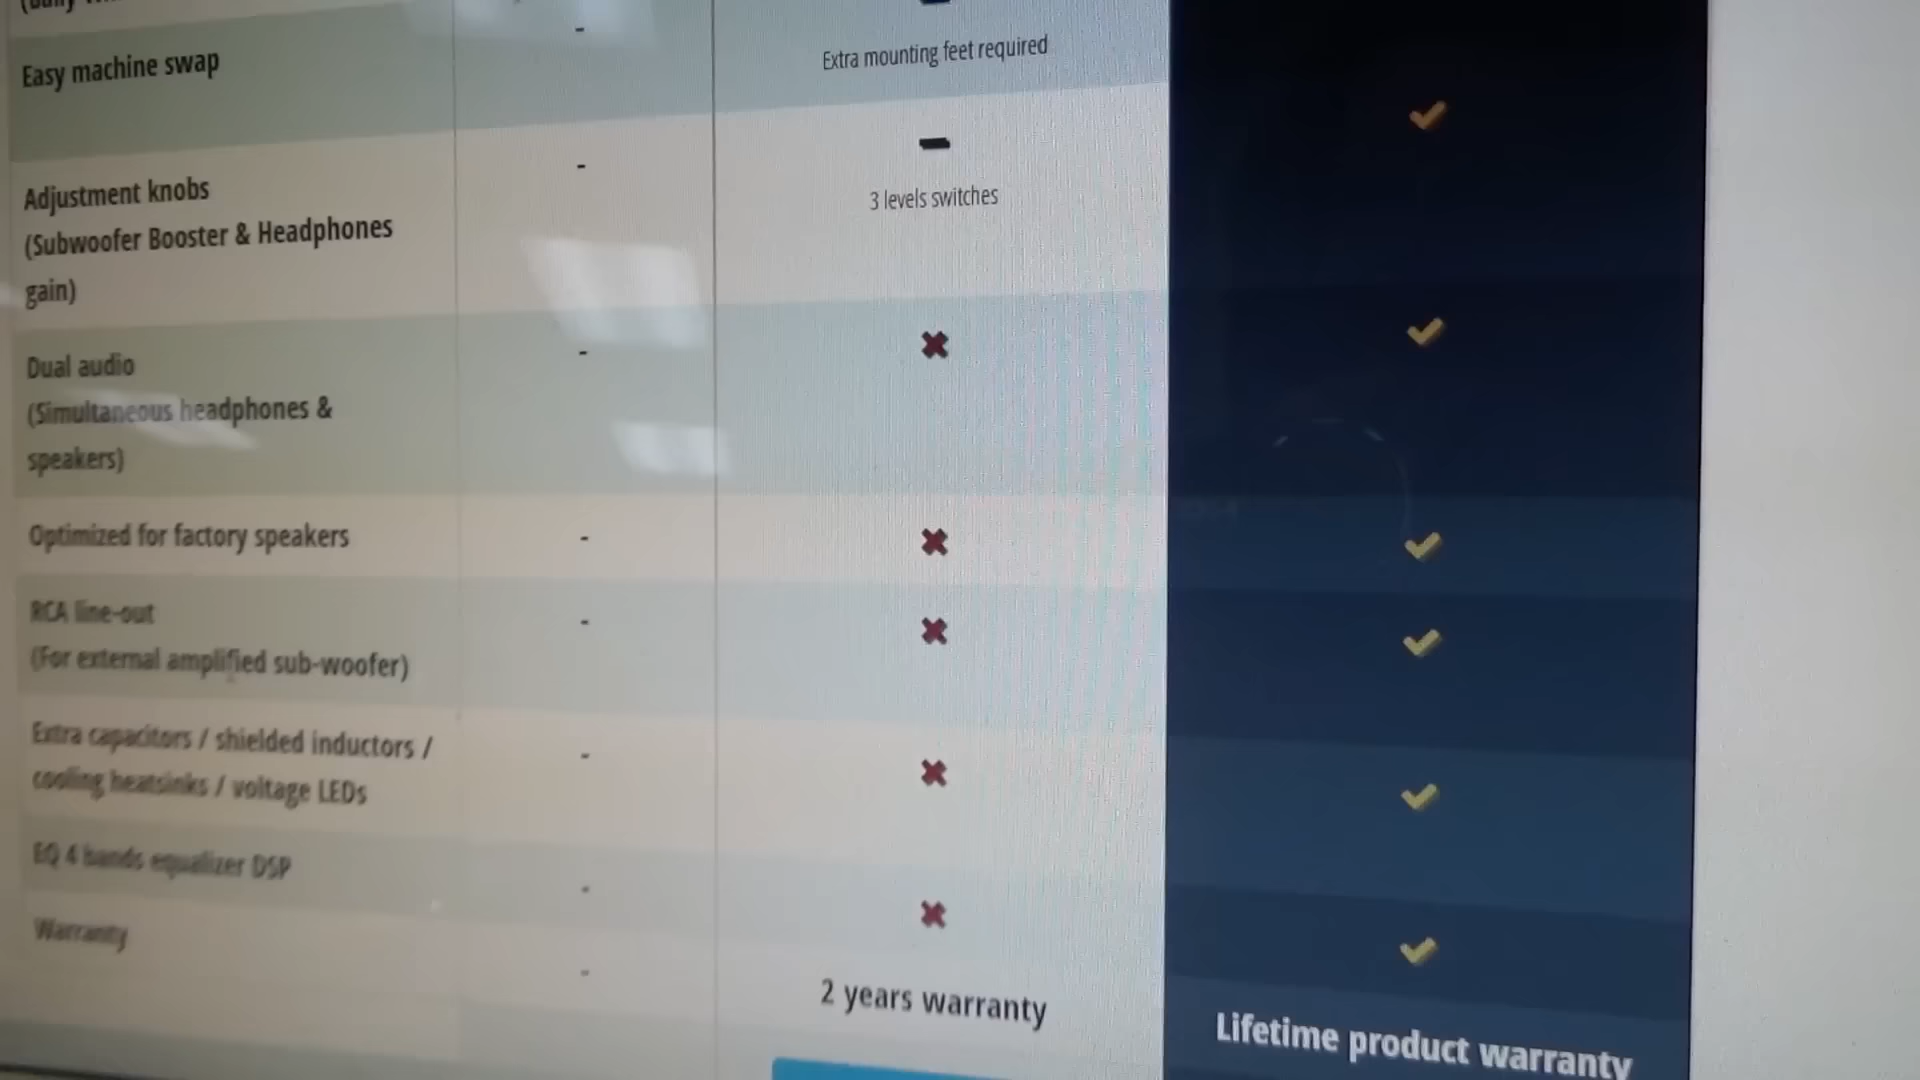 Easy machine swap
-
Extra mounting feet required
Adjustment knobs
(Subwoofer Booster & Headphones
gain)
-
3 levels switches
Dual audio
(Simultaneous headphones &
speakers)
-
Optimized for factory speakers
-
RCA line-out
(For external amplified sub-woofer)
-
Extra capacitors / shielded inductors /
cooling heatsinks / voltage LEDs
-
EQ 4 bands equalizer DSP
-
Warranty
-
2 years warranty
Lifetime product warranty